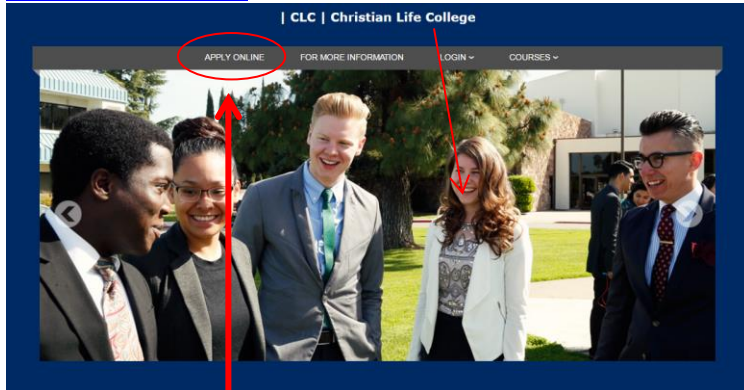 | CLC | Christian Life College
APPLY ONLINE FOR MORE INFORMATION LOGIN COURSES